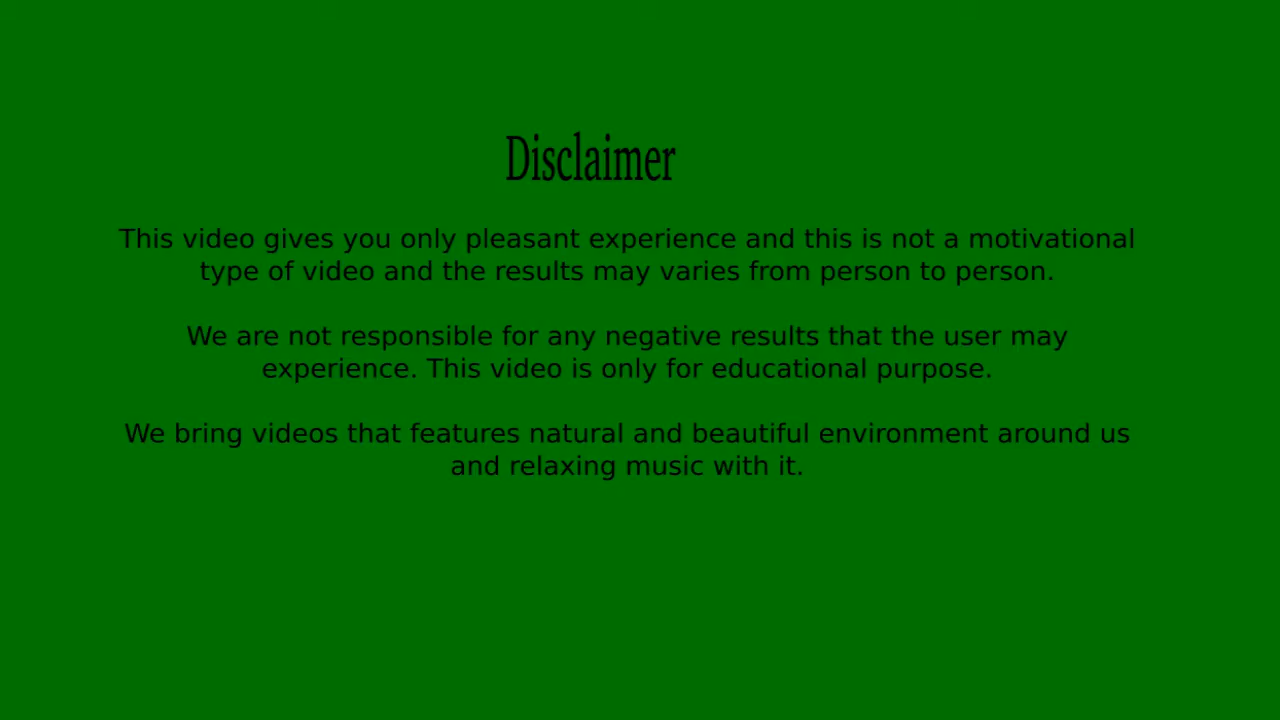 Disclaimer
This video gives you only pleasant experience and this is not a motivational
type of video and the results may varies from person to person.
We are not responsible for any negative results that the user may
experience. This video is only for educational purpose.
We bring videos that features natural and beautiful environment around us
and relaxing music with it.